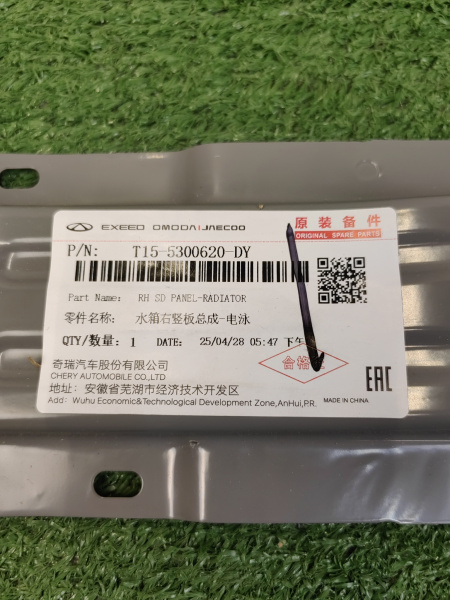 EXEED OMODA | JAECOO
原装备件
ORIGINAL SPARE PARTS
P/N: T15-5300620-DY
Part Name: RH SD PANEL-RADIATOR
零件名称: 水箱右竖板总成-电泳
QTY/数量: 1 DATE: 25/04/28 05:47 下午
奇瑞汽车股份有限公司
CHERY AUTOMOBILE CO.,LTD
合格
地址: 安徽省芜湖市经济技术开发区
EAC
Add: Wuhu Economic&Technological Development Zone,AnHui,P.R.
MADE IN CHINA